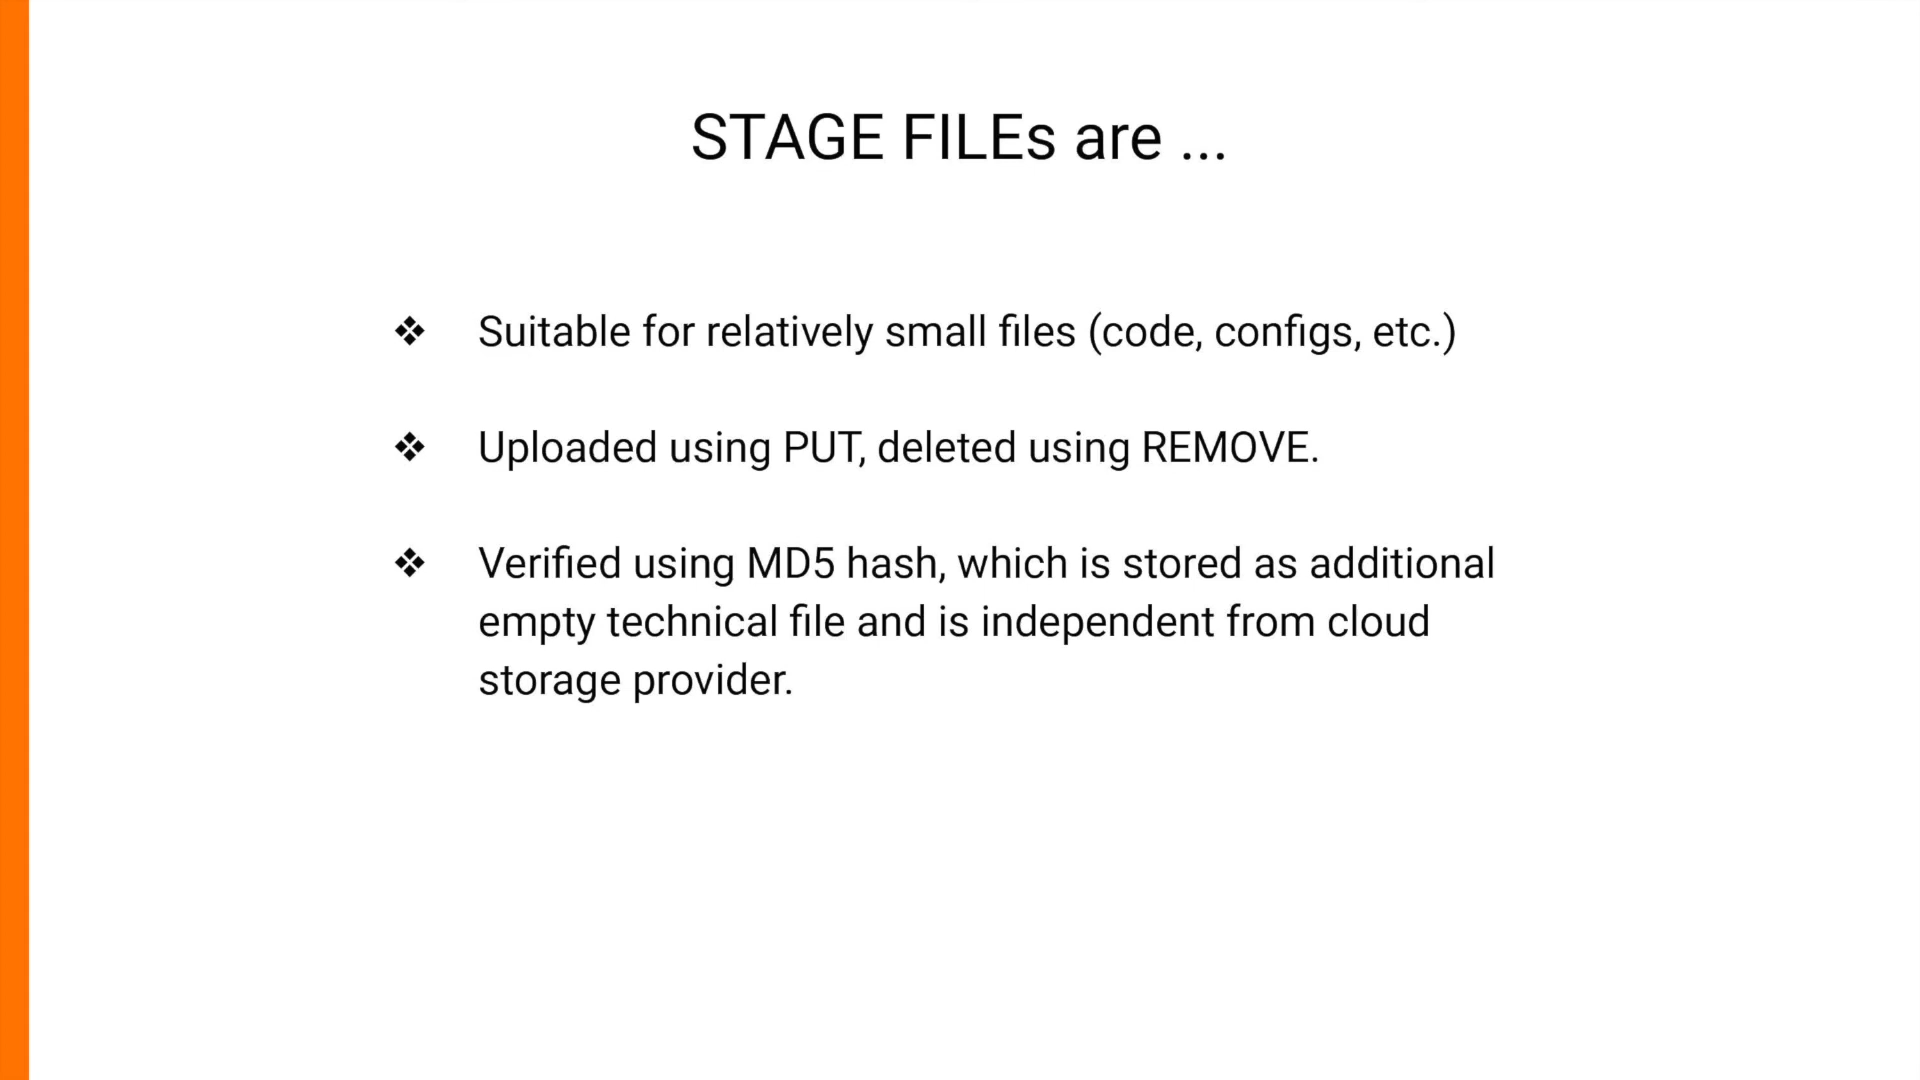 STAGE FILEs are ...
❖ Suitable for relatively small files (code, configs, etc.)
❖ Uploaded using PUT, deleted using REMOVE.
❖ Verified using MD5 hash, which is stored as additional
empty technical file and is independent from cloud
storage provider.